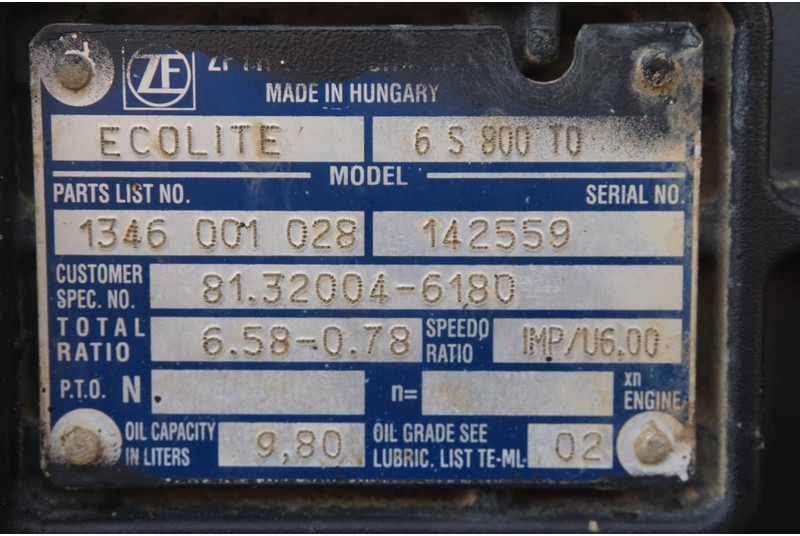 ZF
MADE IN HUNGARY
ECOLITE 6 S 800 TO
MODEL
PARTS LIST NO. SERIAL NO.
1346 001 028 142559
CUSTOMER SPEC. NO. 81.32004-6180
TOTAL RATIO 6.58-0.78 SPEEDO RATIO IMP/U6.00
P.T.O. N n= xn ENGINE
OIL CAPACITY IN LITERS 9,80 OIL GRADE SEE LUBRIC. LIST TE-ML- 02